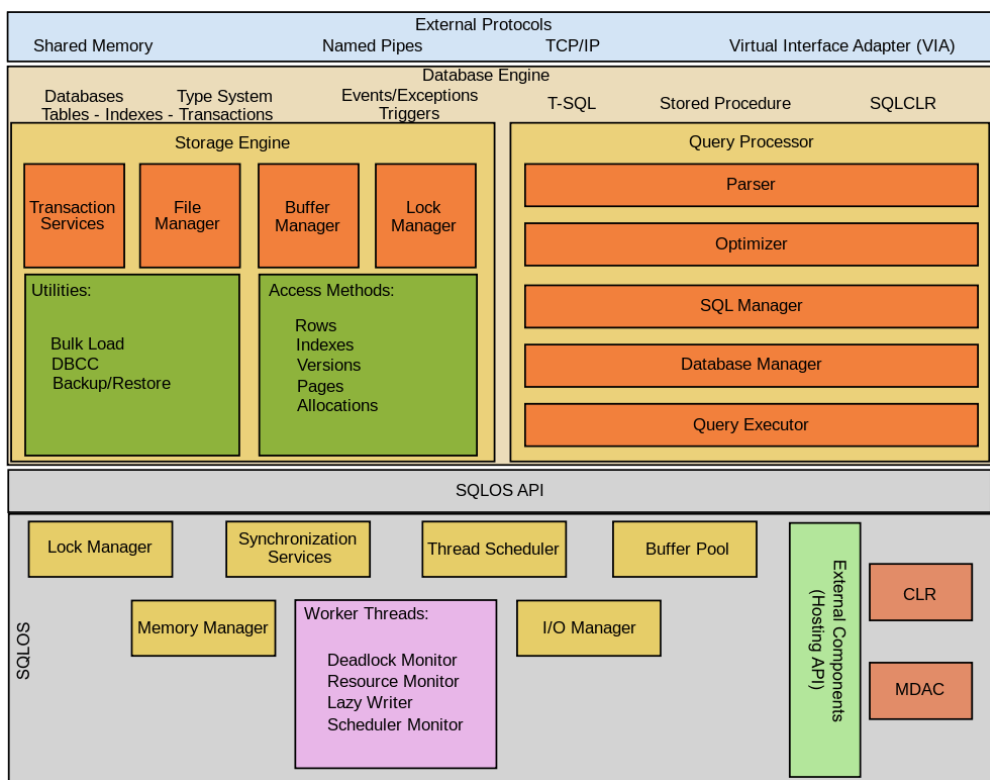 External Protocols
Shared Memory
Named Pipes
TCP/IP
Virtual Interface Adapter (VIA)
Database Engine
Databases
Type System
Tables - Indexes - Transactions
Events/Exceptions
Triggers
T-SQL
Stored Procedure
SQLCLR
Storage Engine
Transaction
Services
File
Manager
Buffer
Manager
Lock
Manager
Utilities:
Bulk Load
DBCC
Backup/Restore
Access Methods:
Rows
Indexes
Versions
Pages
Allocations
Query Processor
Parser
Optimizer
SQL Manager
Database Manager
Query Executor
SQLOS API
SQLOS
Lock Manager
Synchronization
Services
Thread Scheduler
Buffer Pool
Memory Manager
Worker Threads:
Deadlock Monitor
Resource Monitor
Lazy Writer
Scheduler Monitor
I/O Manager
External Components
(Hosting API)
CLR
MDAC